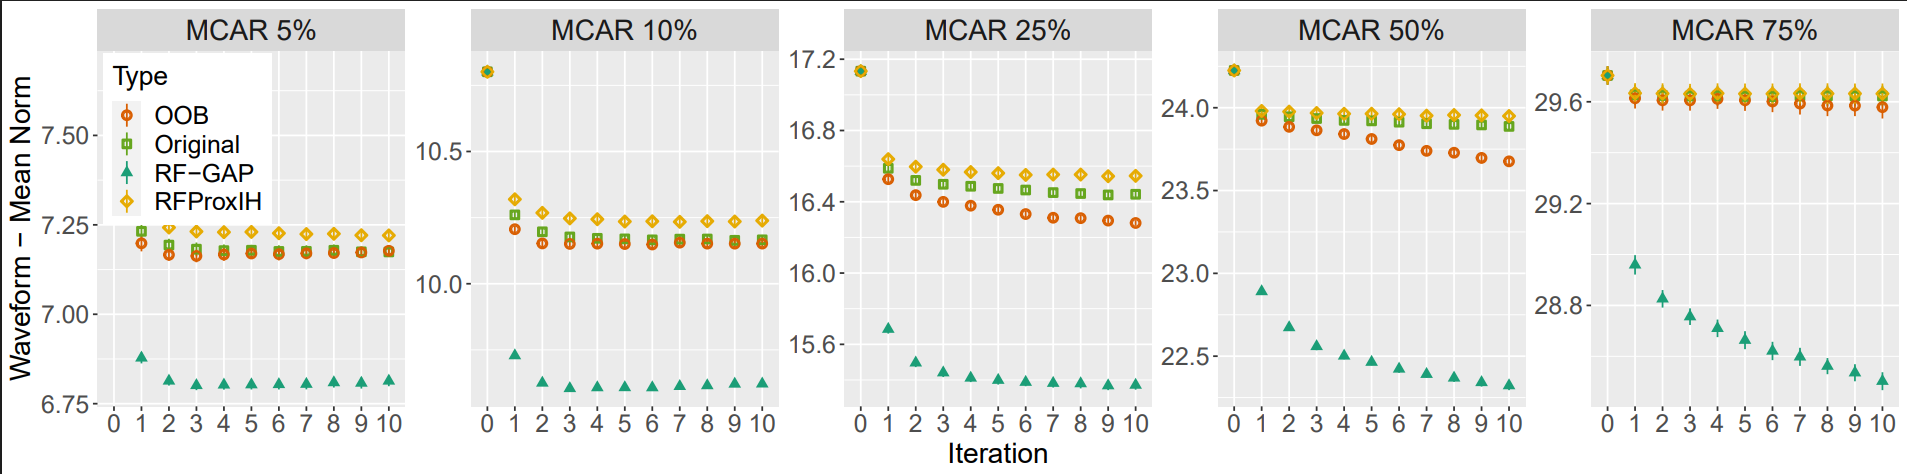 MCAR 5%
MCAR 10%
MCAR 25%
MCAR 50%
MCAR 75%
Waveform − Mean Norm
Type
OOB
Original
RF−GAP
RFProxIH
7.50
7.25
7.00
6.75
0 1 2 3 4 5 6 7 8 9 10
10.5
10.0
0 1 2 3 4 5 6 7 8 9 10
17.2
16.8
16.4
16.0
15.6
0 1 2 3 4 5 6 7 8 9 10
24.0
23.5
23.0
22.5
0 1 2 3 4 5 6 7 8 9 10
29.6
29.2
28.8
0 1 2 3 4 5 6 7 8 9 10
Iteration